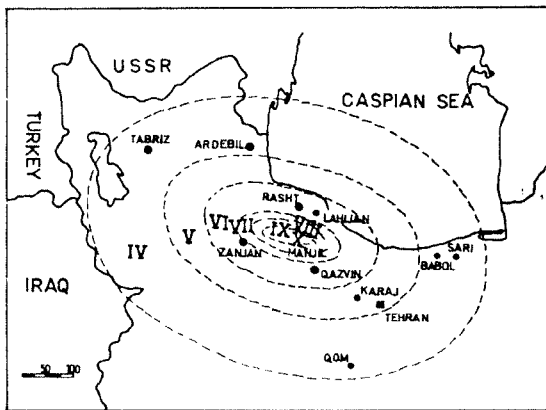 USSR
CASPIAN SEA
TURKEY
TABRIZ
ARDEBIL
RASHT
LAHIJAN
VI VII IX VIII
V
X
ZANJAN
MANJIL
IV
QAZVIN
BABOL
SARI
IRAQ
KARAJ
TEHRAN
QOM
50 100